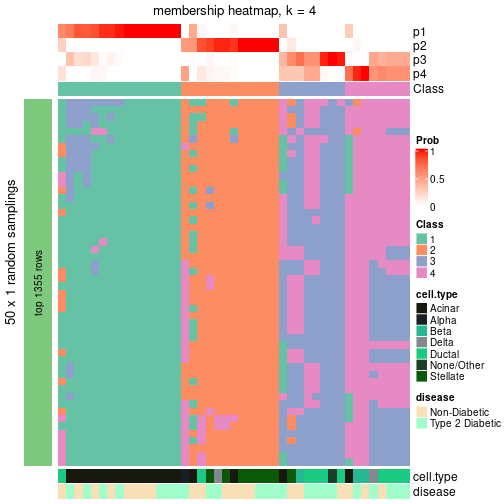 membership heatmap, k = 4
p1
p2
p3
p4
Class
50 x 1 random samplings
top 1355 rows
Prob
1
0.5
0
Class
1
2
3
4
cell.type
Acinar
Alpha
Beta
Delta
Ductal
None/Other
Stellate
disease
Non-Diabetic
Type 2 Diabetic
cell.type
disease